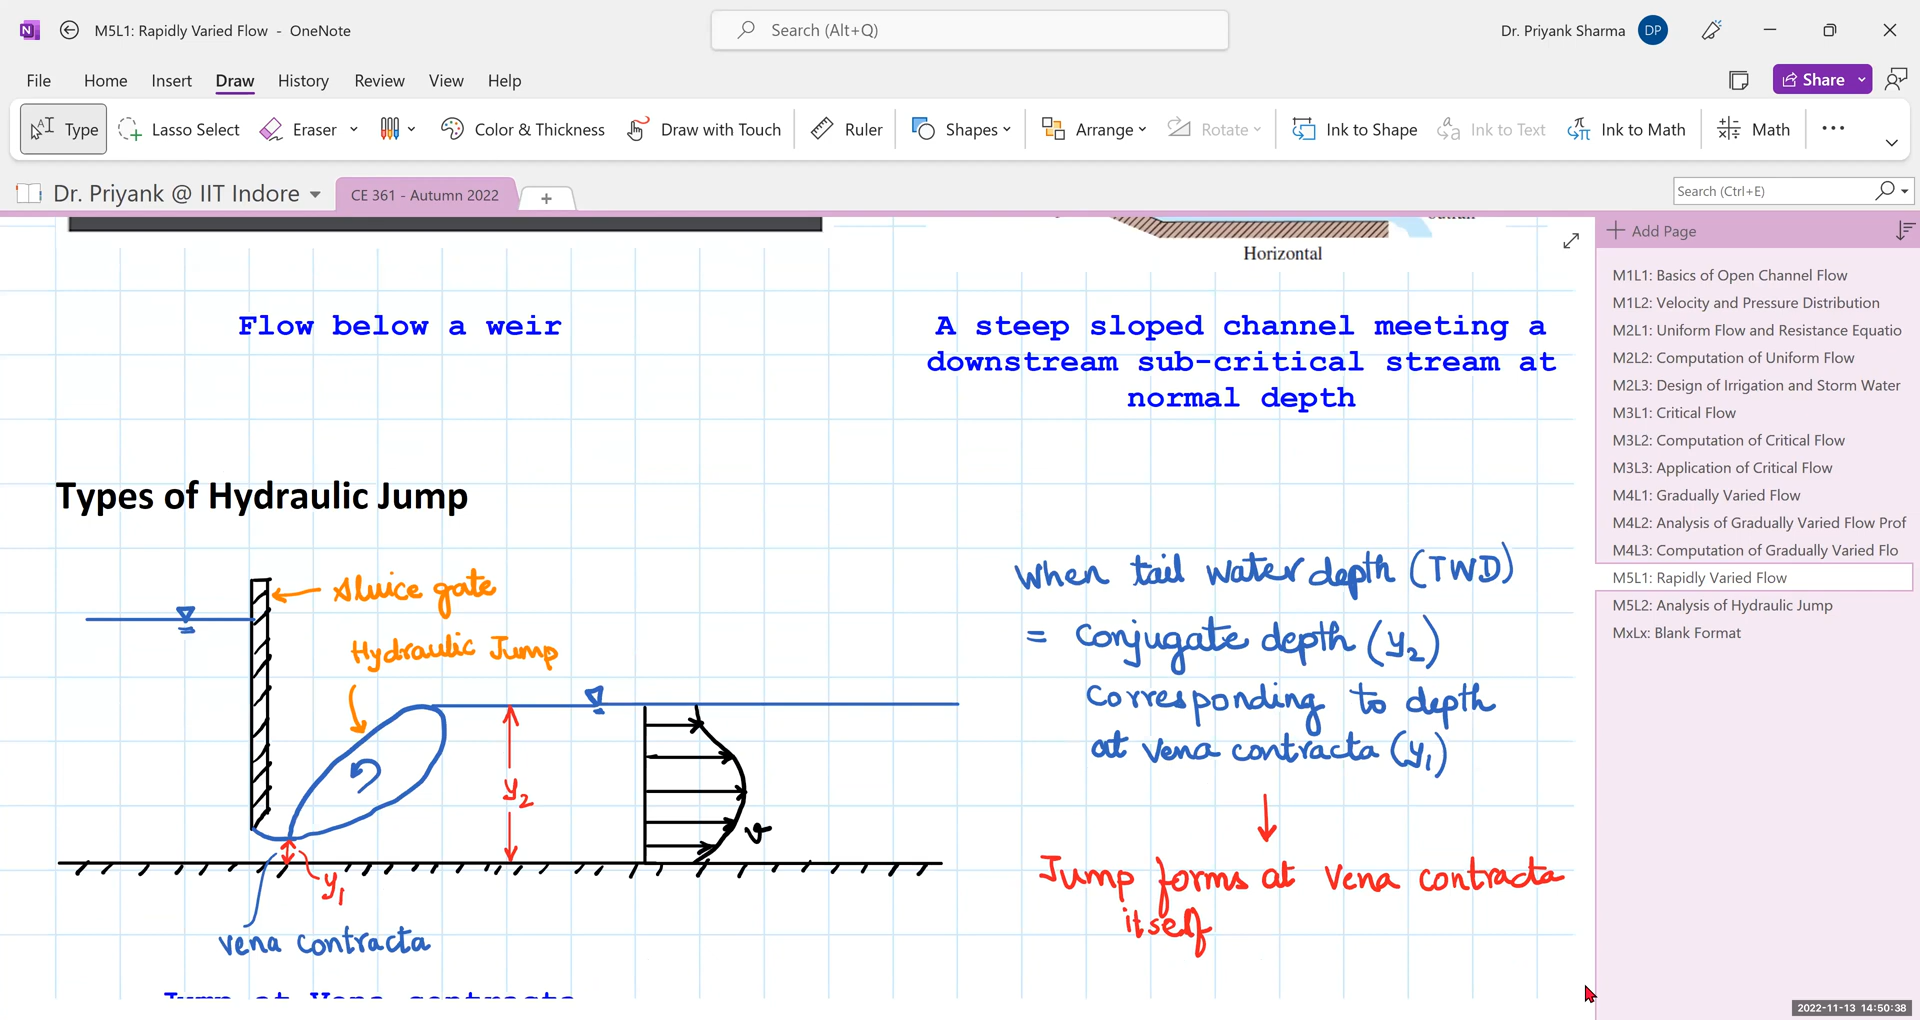 M5L1: Rapidly Varied Flow - OneNote
Search (Alt+Q)
Dr. Priyank Sharma
DP
File Home Insert Draw History Review View Help
Share
Type Lasso Select Eraser Color & Thickness Draw with Touch Ruler Shapes Arrange Rotate Ink to Shape Ink to Text Ink to Math Math
Dr. Priyank @ IIT Indore
CE 361 - Autumn 2022
Search (Ctrl+E)
Horizontal
Flow below a weir
A steep sloped channel meeting a
downstream sub-critical stream at
normal depth
Types of Hydraulic Jump
Sluice gate
Hydraulic Jump
y2
v
y1
vena contracta
Jump at Vena contracta
When tail water depth (TWD)
= Conjugate depth (y2)
corresponding to depth
at vena contracta (y1)
Jump forms at vena contracta
itself
Add Page
M1L1: Basics of Open Channel Flow
M1L2: Velocity and Pressure Distribution
M2L1: Uniform Flow and Resistance Equatio
M2L2: Computation of Uniform Flow
M2L3: Design of Irrigation and Storm Water
M3L1: Critical Flow
M3L2: Computation of Critical Flow
M3L3: Application of Critical Flow
M4L1: Gradually Varied Flow
M4L2: Analysis of Gradually Varied Flow Prof
M4L3: Computation of Gradually Varied Flo
M5L1: Rapidly Varied Flow
M5L2: Analysis of Hydraulic Jump
MxLx: Blank Format
2022-11-13 14:50:38